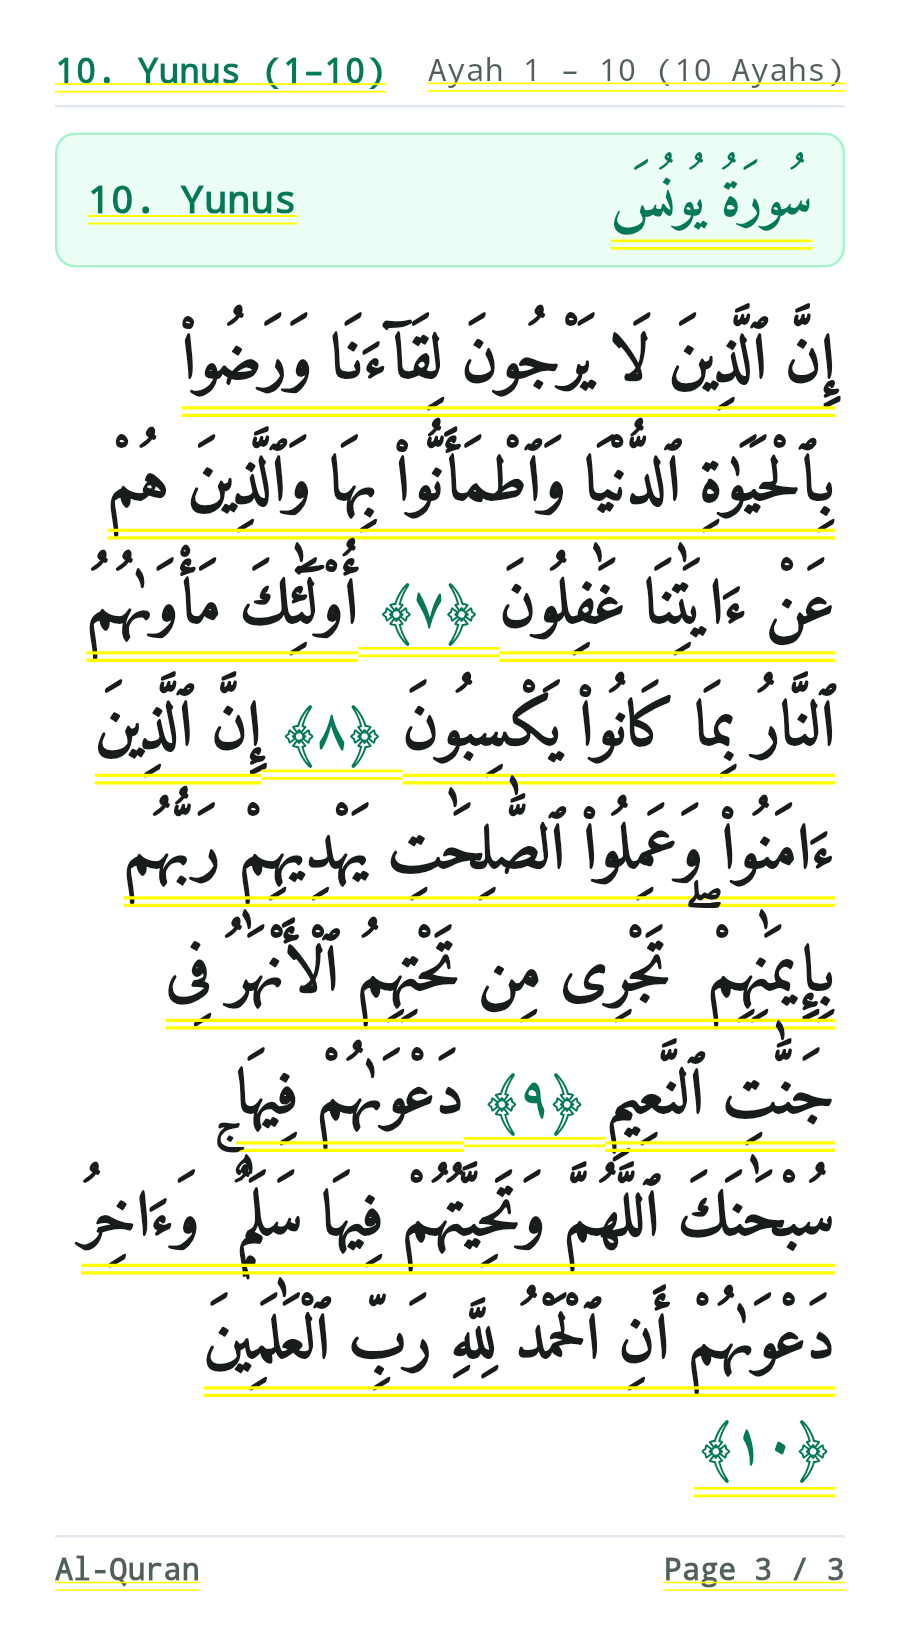 10. Yunus (1–10) Ayah 1 – 10 (10 Ayahs)
10. Yunus سُورَةُ يُونُسَ
إِنَّ ٱلَّذِينَ لَا يَرْجُونَ لِقَآءَنَا وَرَضُوا۟
بِٱلْحَيَوٰةِ ٱلدُّنْيَا وَٱطْمَأَنُّوا۟ بِهَا وَٱلَّذِينَ هُمْ
عَنْ ءَايَٰتِنَا غَٰفِلُونَ ﴿٧﴾ أُو۟لَٰٓئِكَ مَأْوَىٰهُمُ
ٱلنَّارُ بِمَا كَانُوا۟ يَكْسِبُونَ ﴿٨﴾ إِنَّ ٱلَّذِينَ
ءَامَنُوا۟ وَعَمِلُوا۟ ٱلصَّٰلِحَٰتِ يَهْدِيهِمْ رَبُّهُم
بِإِيمَٰنِهِمْ ۖ تَجْرِى مِن تَحْتِهِمُ ٱلْأَنْهَٰرُ فِى
جَنَّٰتِ ٱلنَّعِيمِ ﴿٩﴾ دَعْوَىٰهُمْ فِيهَا
سُبْحَٰنَكَ ٱللَّهُمَّ وَتَحِيَّتُهُمْ فِيهَا سَلَٰمٌ ۚ وَءَاخِرُ
دَعْوَىٰهُمْ أَنِ ٱلْحَمْدُ لِلَّهِ رَبِّ ٱلْعَٰلَمِينَ
﴿١٠﴾
Al-Quran Page 3 / 3